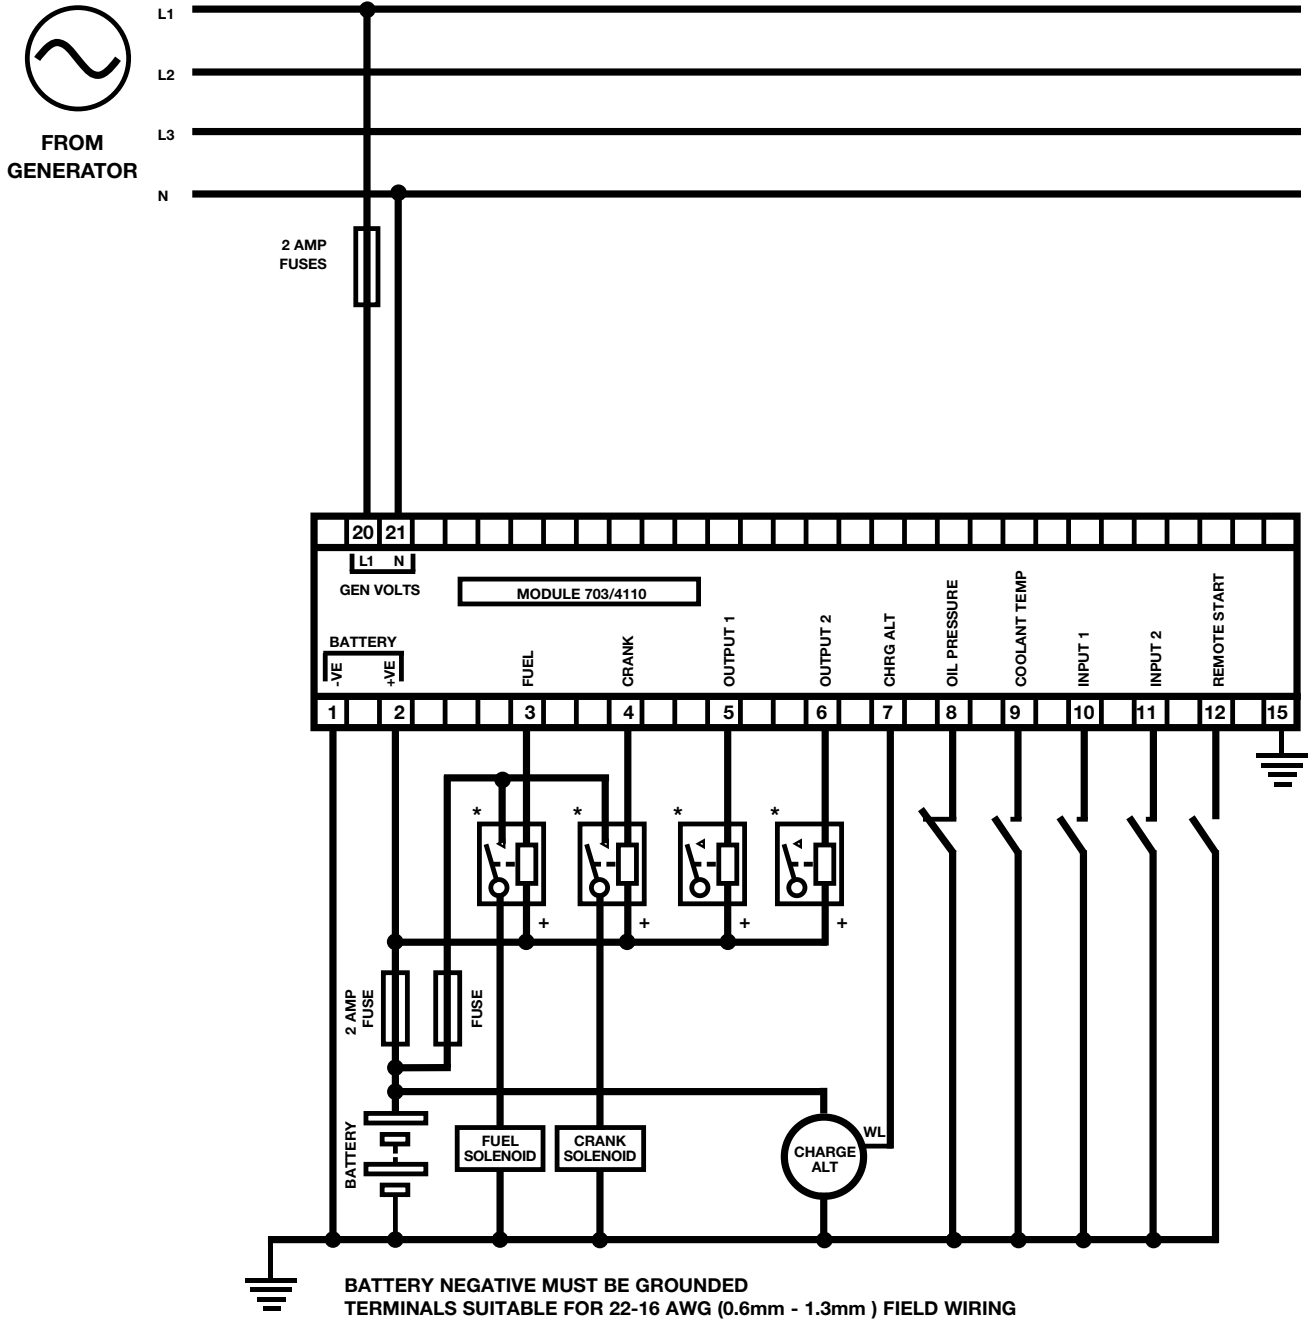 L1
L2
L3
N
FROM
GENERATOR
2 AMP
FUSES
20 21
L1 N
GEN VOLTS
MODULE 703/4110
BATTERY
-VE
+VE
FUEL
CRANK
OUTPUT 1
OUTPUT 2
CHRG ALT
OIL PRESSURE
COOLANT TEMP
INPUT 1
INPUT 2
REMOTE START
1 2 3 4 5 6 7 8 9 10 11 12 15
* * * *
+ + + +
2 AMP
FUSE
FUSE
BATTERY
FUEL
SOLENOID
CRANK
SOLENOID
CHARGE
ALT
WL
BATTERY NEGATIVE MUST BE GROUNDED
TERMINALS SUITABLE FOR 22-16 AWG (0.6mm - 1.3mm ) FIELD WIRING